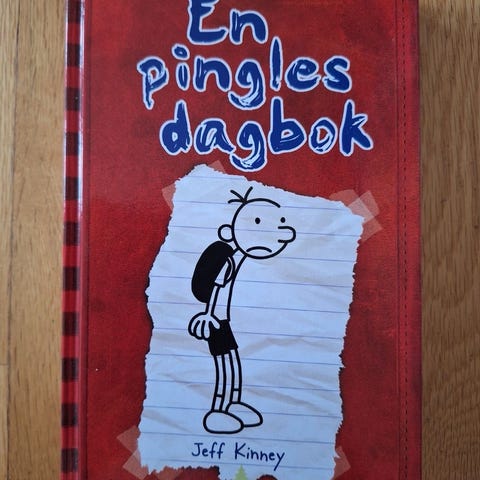 En
pingles
dagbok
Jeff Kinney